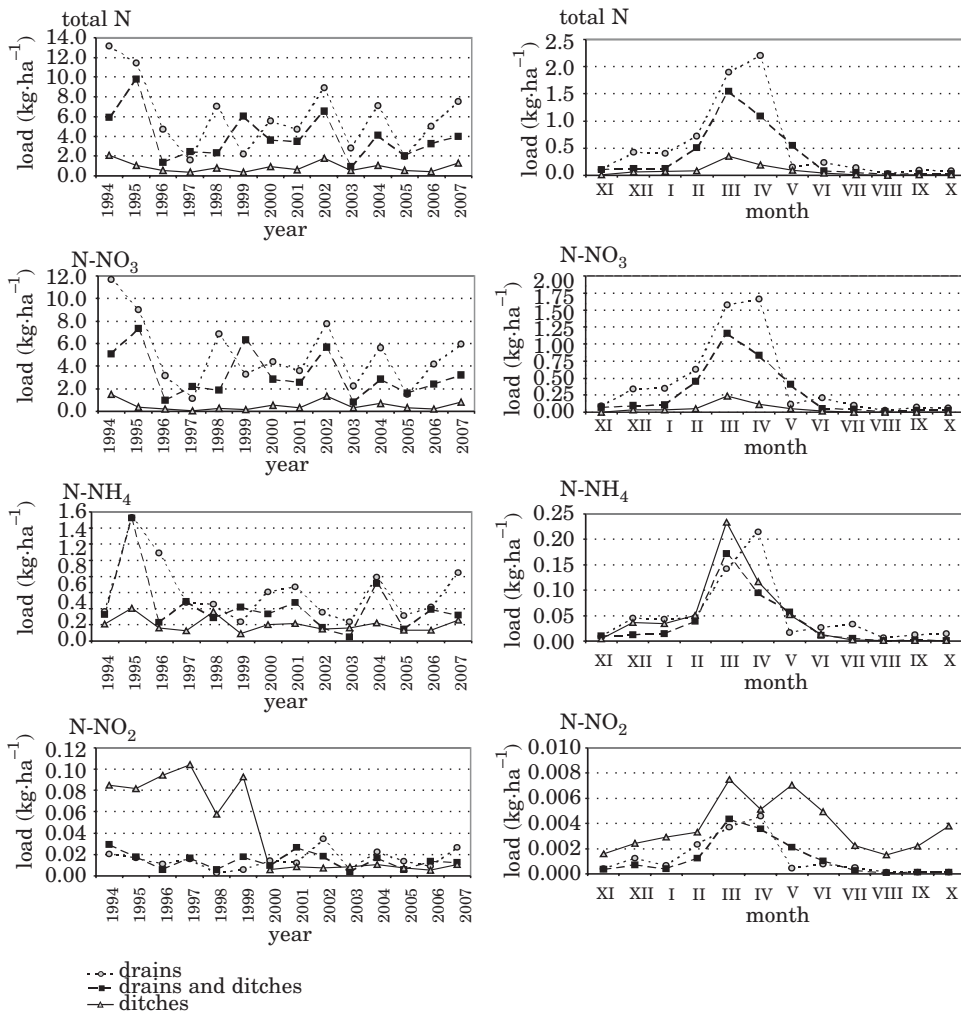 total N
load (kg·ha⁻¹)
14.0
12.0
10.0
8.0
6.0
4.0
2.0
0.0
1994 1995 1996 1997 1998 1999 2000 2001 2002 2003 2004 2005 2006 2007
year
total N
load (kg·ha⁻¹)
2.5
2.0
1.5
1.0
0.5
0.0
XI XII I II III IV V VI VII VIII IX X
month
N-NO₃
load (kg·ha⁻¹)
12.0
10.0
8.0
6.0
4.0
2.0
0.0
1994 1995 1996 1997 1998 1999 2000 2001 2002 2003 2004 2005 2006 2007
year
N-NO₃
load (kg·ha⁻¹)
2.00
1.75
1.50
1.25
1.00
0.50
0.25
0.00
XI XII I II III IV V VI VII VIII IX X
month
N-NH₄
load (kg·ha⁻¹)
1.6
1.2
0.8
0.6
0.4
0.2
0.0
1994 1995 1996 1997 1998 1999 2000 2001 2002 2003 2004 2005 2006 2007
year
N-NH₄
load (kg·ha⁻¹)
0.25
0.20
0.15
0.10
0.05
0.00
XI XII I II III IV V VI VII VIII IX X
month
N-NO₂
load (kg·ha⁻¹)
0.12
0.10
0.08
0.06
0.04
0.02
0.00
1994 1995 1996 1997 1998 1999 2000 2001 2002 2003 2004 2005 2006 2007
year
N-NO₂
load (kg·ha⁻¹)
0.010
0.008
0.006
0.004
0.002
0.000
XI XII I II III IV V VI VII VIII IX X
month
drains
drains and ditches
ditches